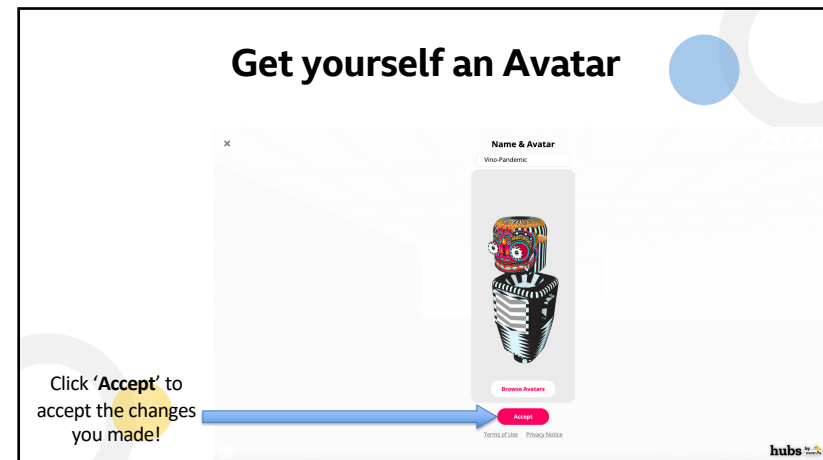 Get yourself an Avatar
×
Name & Avatar
Vino-Pandemic
Browse Avatars
Click ‘Accept’ to
accept the changes
you made!
Accept
Terms of Use Privacy Notice
hubs by